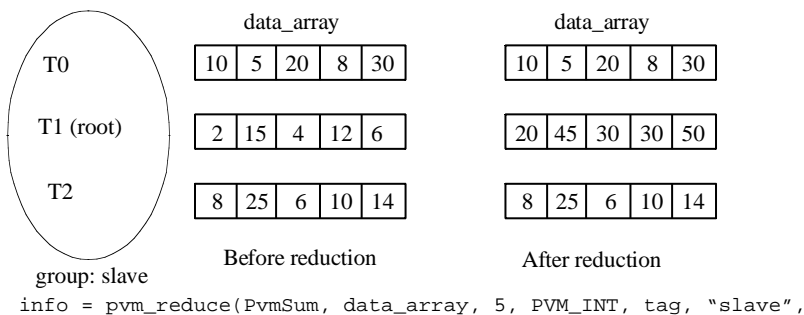 data_array data_array
T0 10 5 20 8 30 10 5 20 8 30
T1 (root) 2 15 4 12 6 20 45 30 30 50
T2 8 25 6 10 14 8 25 6 10 14
Before reduction After reduction
group: slave
info = pvm_reduce(PvmSum, data_array, 5, PVM_INT, tag, “slave”,